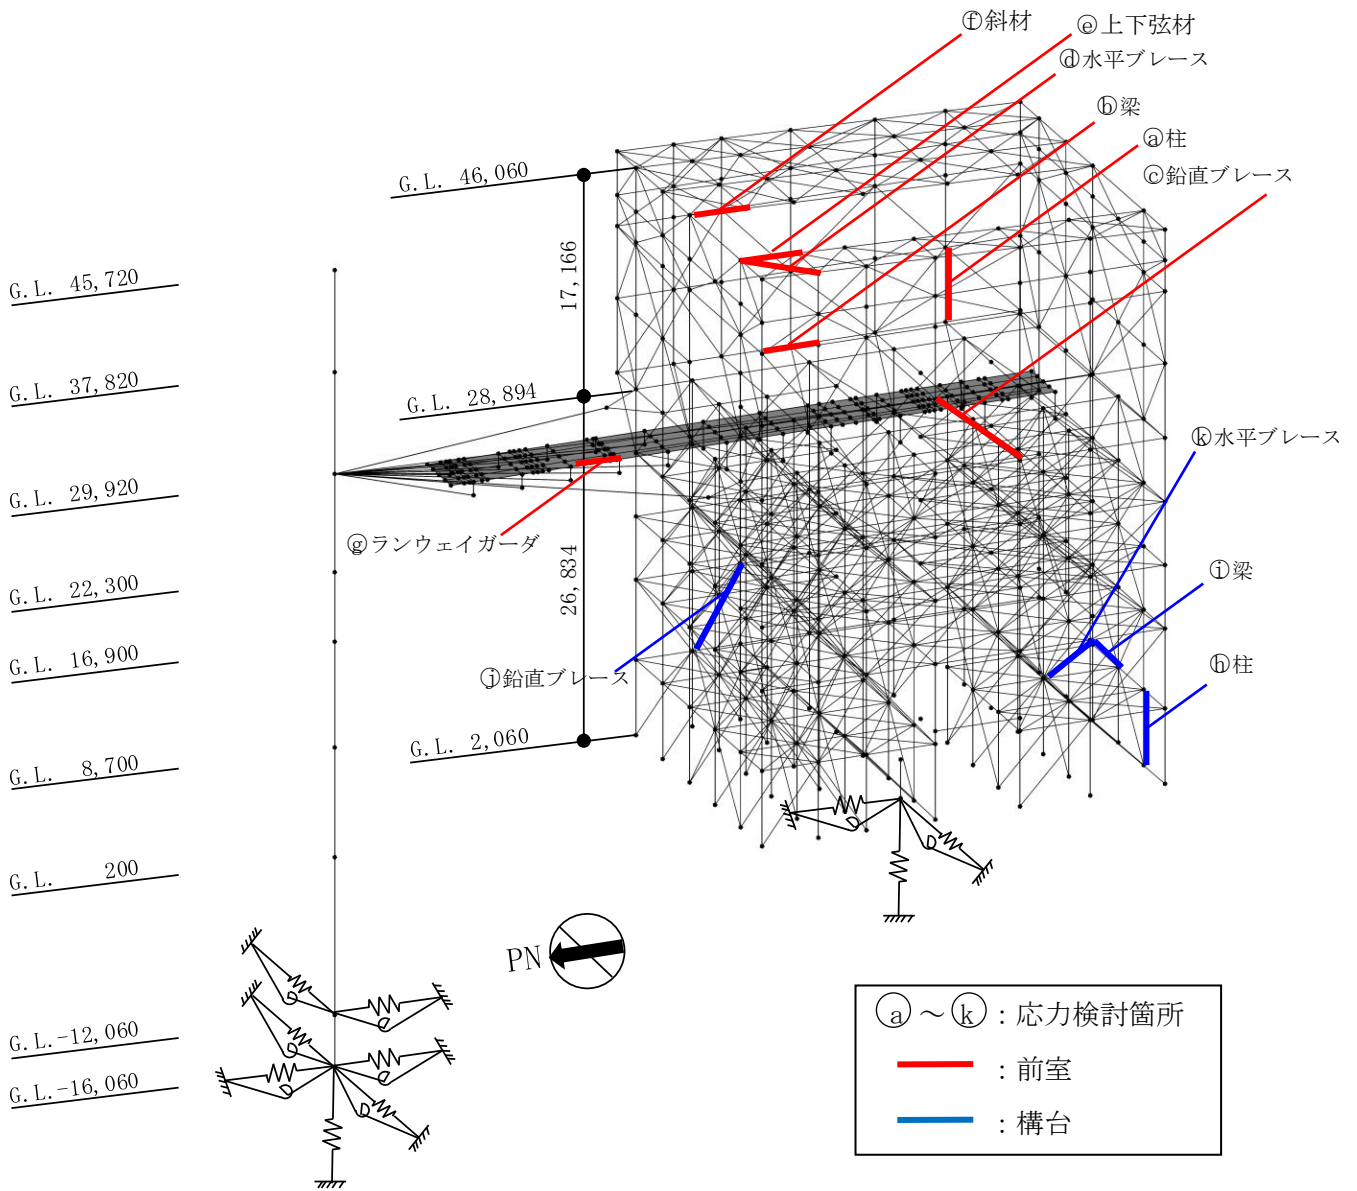 ⓕ斜材
ⓔ上下弦材
ⓓ水平ブレース
ⓑ梁
ⓐ柱
ⓒ鉛直ブレース
G.L. 46,060
17,166
G.L. 45,720
G.L. 37,820
G.L. 28,894
ⓚ水平ブレース
G.L. 29,920
ⓖランウェイガーダ
26,834
ⓘ梁
G.L. 22,300
G.L. 16,900
ⓙ鉛直ブレース
ⓗ柱
G.L. 2,060
G.L. 8,700
G.L. 200
PN
ⓐ～ⓚ：応力検討箇所
：前室
：構台
G.L.-12,060
G.L.-16,060